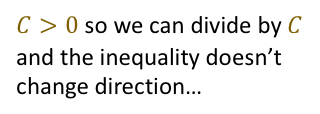 C > 0 so we can divide by C
and the inequality doesn't
change direction...